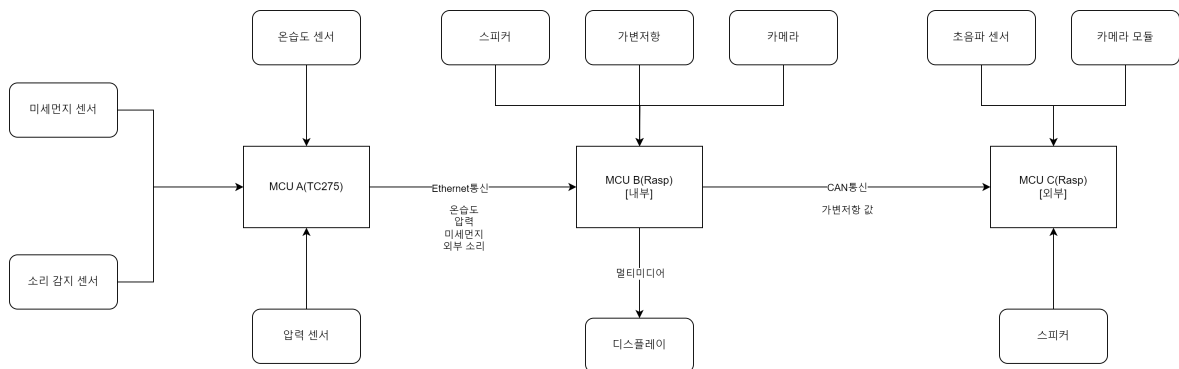 온습도 센서
스피커
가변저항
카메라
초음파 센서
카메라 모듈
미세먼지 센서
MCU A(TC275)
Ethernet통신
온습도
압력
미세먼지
외부 소리
MCU B(Rasp)
[내부]
CAN통신
가변저항 값
MCU C(Rasp)
[외부]
소리 감지 센서
멀티미디어
압력 센서
디스플레이
스피커